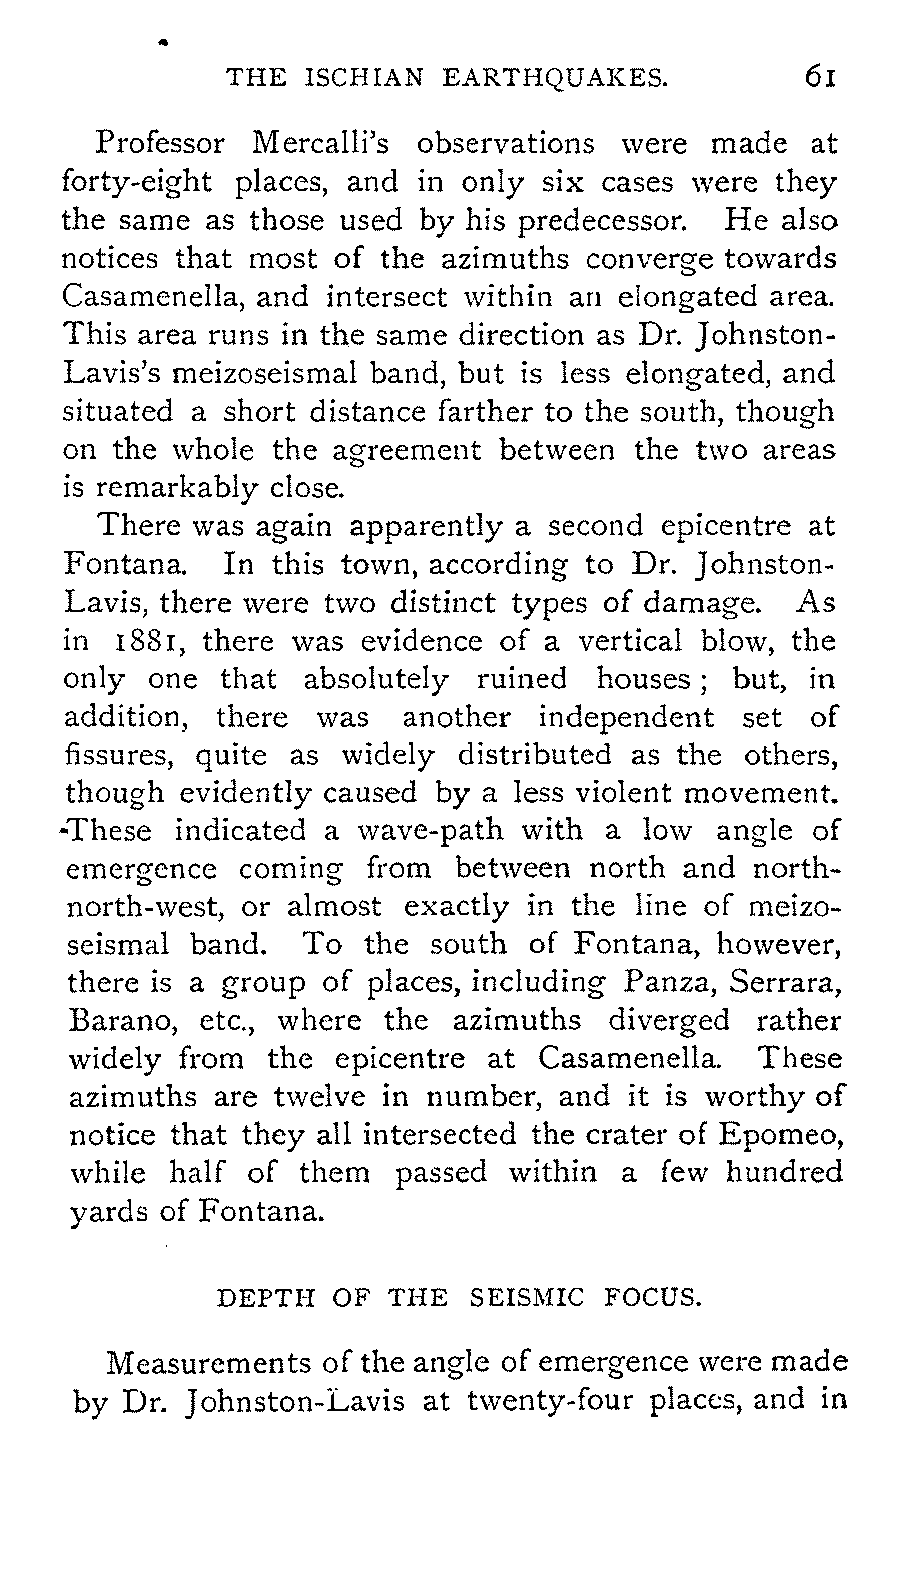 THE ISCHIAN EARTHQUAKES. 61
Professor Mercalli's observations were made at
forty-eight places, and in only six cases were they
the same as those used by his predecessor. He also
notices that most of the azimuths converge towards
Casamenella, and intersect within an elongated area.
This area runs in the same direction as Dr. Johnston-
Lavis's meizoseismal band, but is less elongated, and
situated a short distance farther to the south, though
on the whole the agreement between the two areas
is remarkably close.
There was again apparently a second epicentre at
Fontana. In this town, according to Dr. Johnston-
Lavis, there were two distinct types of damage. As
in 1881, there was evidence of a vertical blow, the
only one that absolutely ruined houses; but, in
addition, there was another independent set of
fissures, quite as widely distributed as the others,
though evidently caused by a less violent movement.
These indicated a wave-path with a low angle of
emergence coming from between north and north-
north-west, or almost exactly in the line of meizo-
seismal band. To the south of Fontana, however,
there is a group of places, including Panza, Serrara,
Barano, etc., where the azimuths diverged rather
widely from the epicentre at Casamenella. These
azimuths are twelve in number, and it is worthy of
notice that they all intersected the crater of Epomeo,
while half of them passed within a few hundred
yards of Fontana.
DEPTH OF THE SEISMIC FOCUS.
Measurements of the angle of emergence were made
by Dr. Johnston-Lavis at twenty-four places, and in